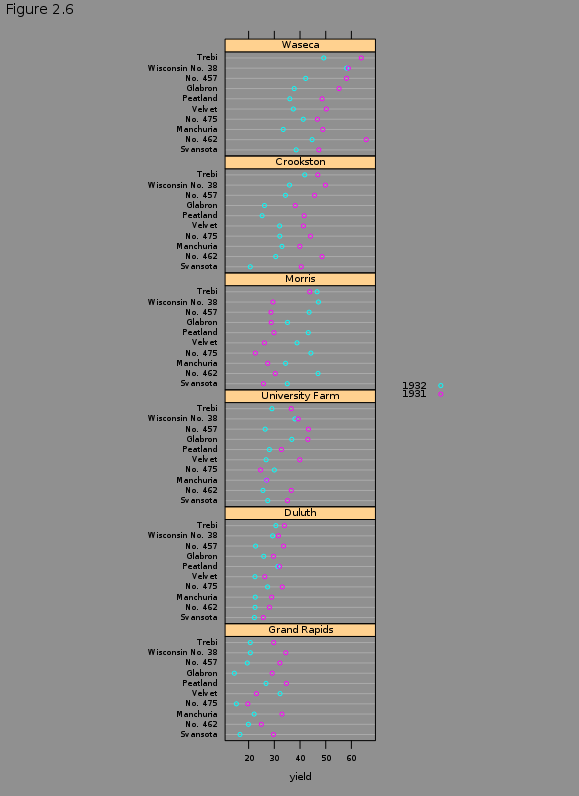 Figure 2.6
Waseca
Trebi
Wisconsin No. 38
No. 457
Glabron
Peatland
Velvet
No. 475
Manchuria
No. 462
Svansota
Crookston
Trebi
Wisconsin No. 38
No. 457
Glabron
Peatland
Velvet
No. 475
Manchuria
No. 462
Svansota
Morris
Trebi
Wisconsin No. 38
No. 457
Glabron
Peatland
Velvet
No. 475
Manchuria
No. 462
Svansota
1932
1931
University Farm
Trebi
Wisconsin No. 38
No. 457
Glabron
Peatland
Velvet
No. 475
Manchuria
No. 462
Svansota
Duluth
Trebi
Wisconsin No. 38
No. 457
Glabron
Peatland
Velvet
No. 475
Manchuria
No. 462
Svansota
Grand Rapids
Trebi
Wisconsin No. 38
No. 457
Glabron
Peatland
Velvet
No. 475
Manchuria
No. 462
Svansota
20 30 40 50 60
yield